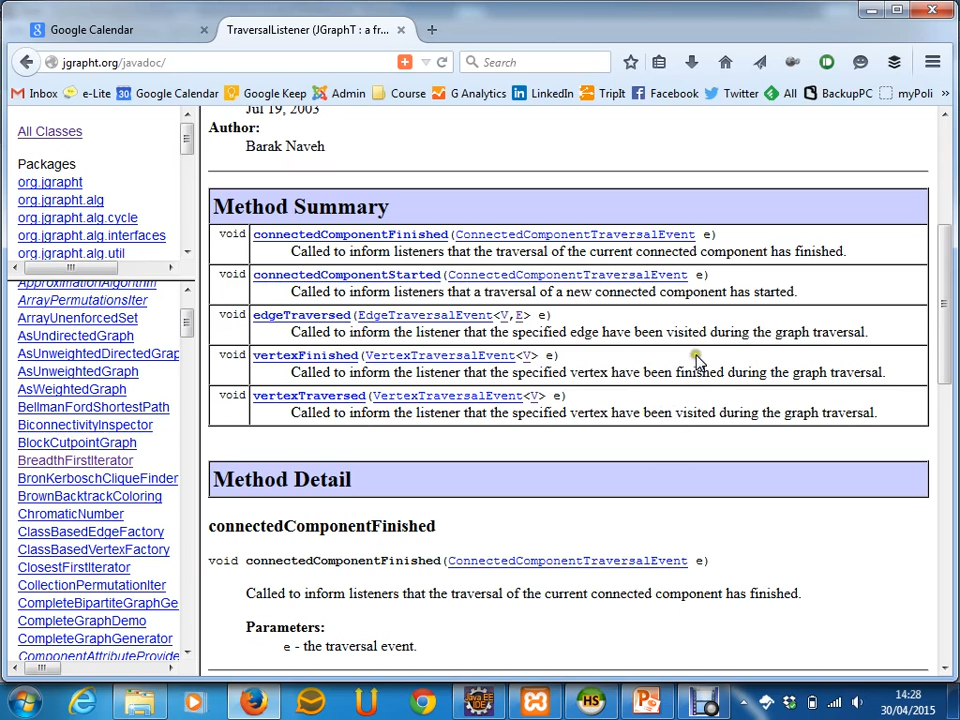 Google Calendar
TraversalListener (JGraphT : a fr...
jgrapht.org/javadoc/
Search
Inbox e-Lite Google Calendar Google Keep Admin Course G Analytics LinkedIn TripIt Facebook Twitter All BackupPC myPoli »
All Classes
Packages
org.jgrapht
org.jgrapht.alg
org.jgrapht.alg.cycle
org.jgrapht.alg.interfaces
org.jgrapht.alg.util
ApproximationAlgorithm
ArrayPermutationsIter
ArrayUnenforcedSet
AsUndirectedGraph
AsUnweightedDirectedGrap
AsUnweightedGraph
AsWeightedGraph
BellmanFordShortestPath
BiconnectivityInspector
BlockCutpointGraph
BreadthFirstIterator
BronKerboschCliqueFinder
BrownBacktrackColoring
ChromaticNumber
ClassBasedEdgeFactory
ClassBasedVertexFactory
ClosestFirstIterator
CollectionPermutationIter
CompleteBipartiteGraphGe
CompleteGraphDemo
CompleteGraphGenerator
ComponentAttributeProvide
Jul 19, 2003
Author:
Barak Naveh
Method Summary
void connectedComponentFinished(ConnectedComponentTraversalEvent e)
Called to inform listeners that the traversal of the current connected component has finished.
void connectedComponentStarted(ConnectedComponentTraversalEvent e)
Called to inform listeners that a traversal of a new connected component has started.
void edgeTraversed(EdgeTraversalEvent<V,E> e)
Called to inform the listener that the specified edge have been visited during the graph traversal.
void vertexFinished(VertexTraversalEvent<V> e)
Called to inform the listener that the specified vertex have been finished during the graph traversal.
void vertexTraversed(VertexTraversalEvent<V> e)
Called to inform the listener that the specified vertex have been visited during the graph traversal.
Method Detail
connectedComponentFinished
void connectedComponentFinished(ConnectedComponentTraversalEvent e)
Called to inform listeners that the traversal of the current connected component has finished.
Parameters:
e - the traversal event.
Java EE
IDE
HS
14:28
30/04/2015